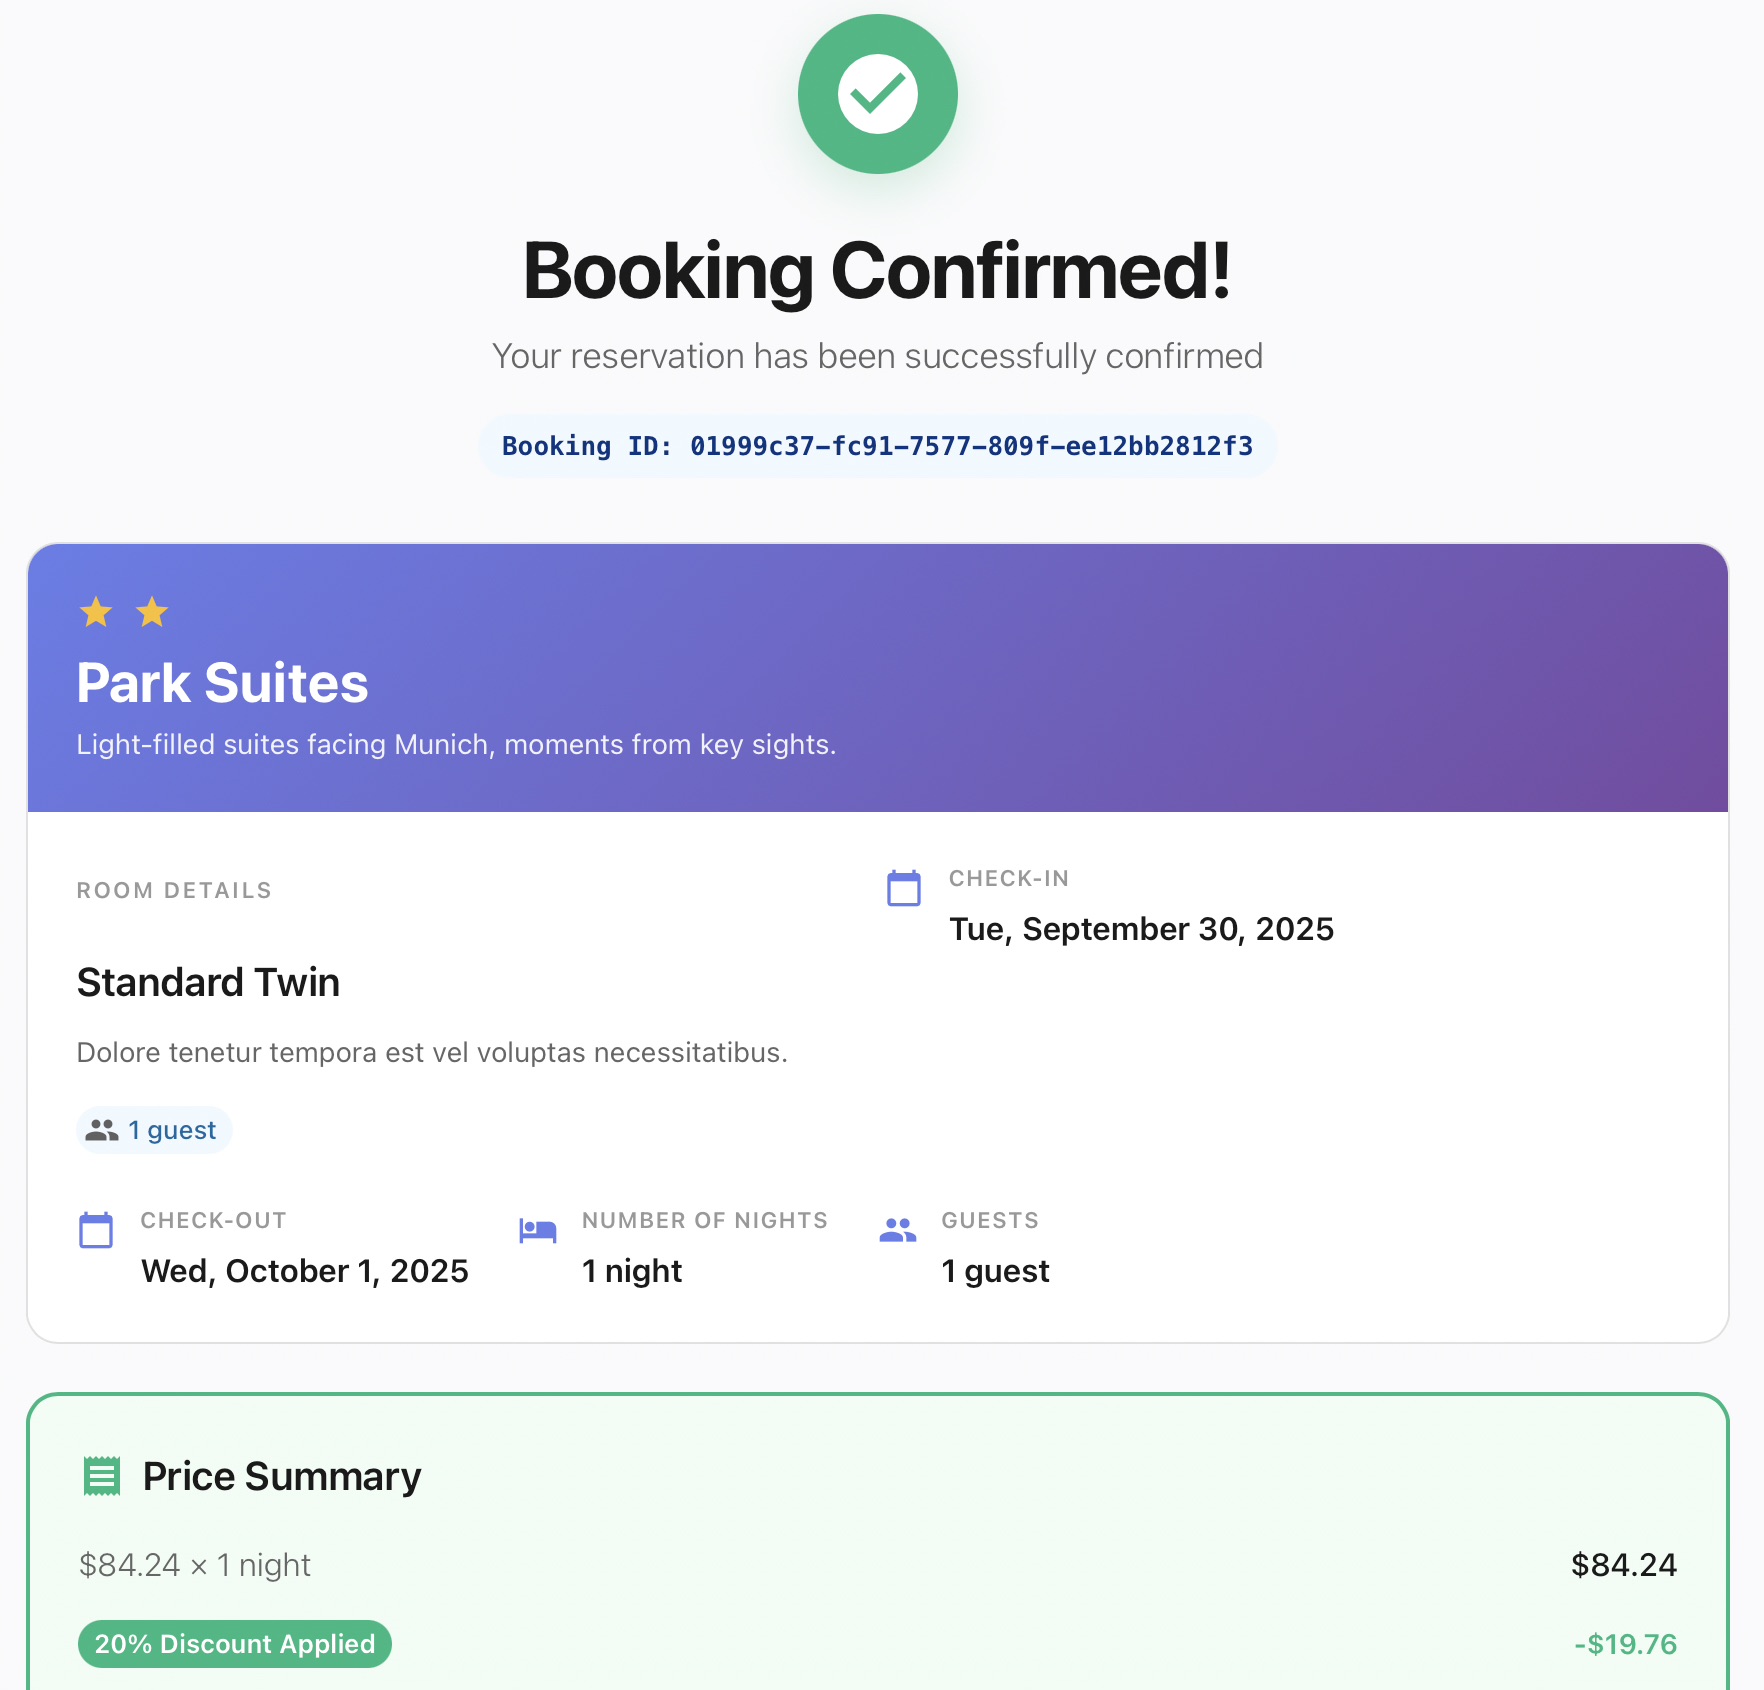 Booking Confirmed!
Your reservation has been successfully confirmed
Booking ID: 01999c37-fc91-7577-809f-ee12bb2812f3
Park Suites
Light-filled suites facing Munich, moments from key sights.
ROOM DETAILS
Standard Twin
Dolore tenetur tempora est vel voluptas necessitatibus.
1 guest
CHECK-IN
Tue, September 30, 2025
CHECK-OUT
Wed, October 1, 2025
NUMBER OF NIGHTS
1 night
GUESTS
1 guest
Price Summary
$84.24 × 1 night $84.24
20% Discount Applied -$19.76